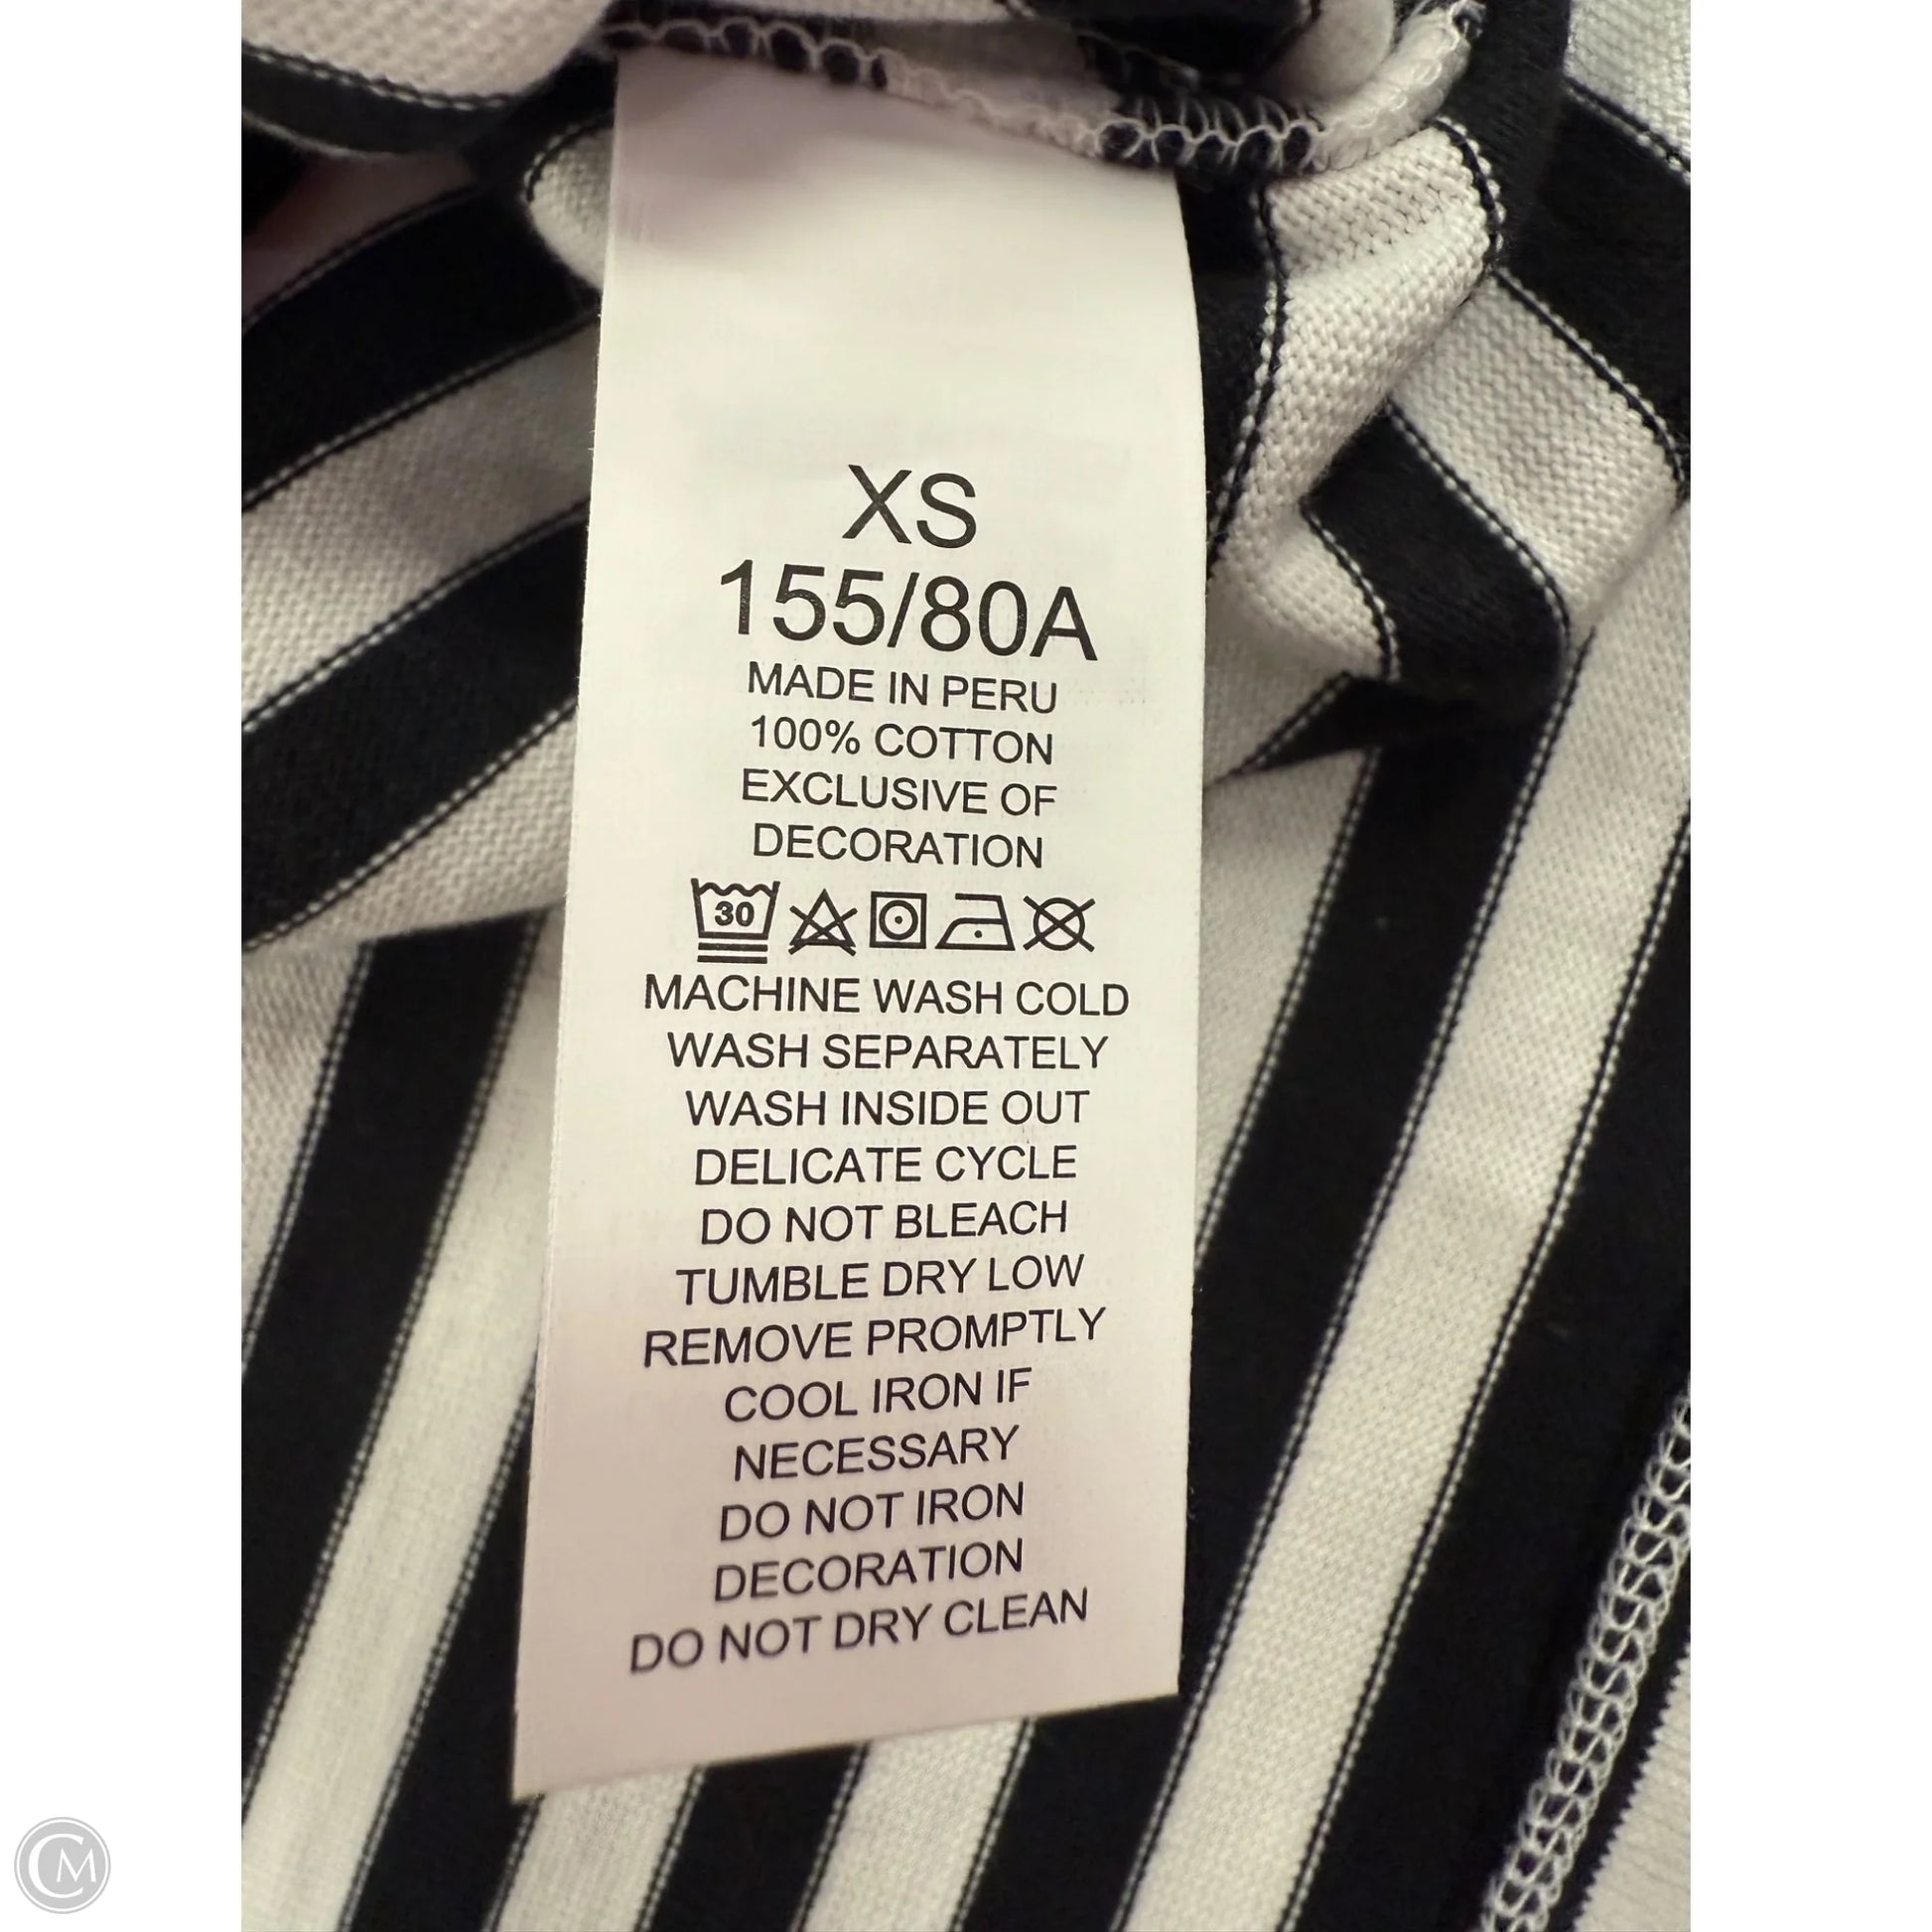 XS
155/80A
MADE IN PERU
100% COTTON
EXCLUSIVE OF
DECORATION
30
MACHINE WASH COLD
WASH SEPARATELY
WASH INSIDE OUT
DELICATE CYCLE
DO NOT BLEACH
TUMBLE DRY LOW
REMOVE PROMPTLY
COOL IRON IF
NECESSARY
DO NOT IRON
DECORATION
DO NOT DRY CLEAN
CM